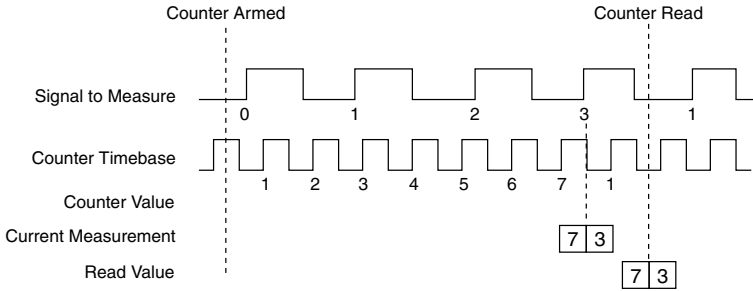 Counter Armed Counter Read
Signal to Measure
0 1 2 3 1
Counter Timebase
1 2 3 4 5 6 7 1
Counter Value
Current Measurement 7 3
Read Value 7 3